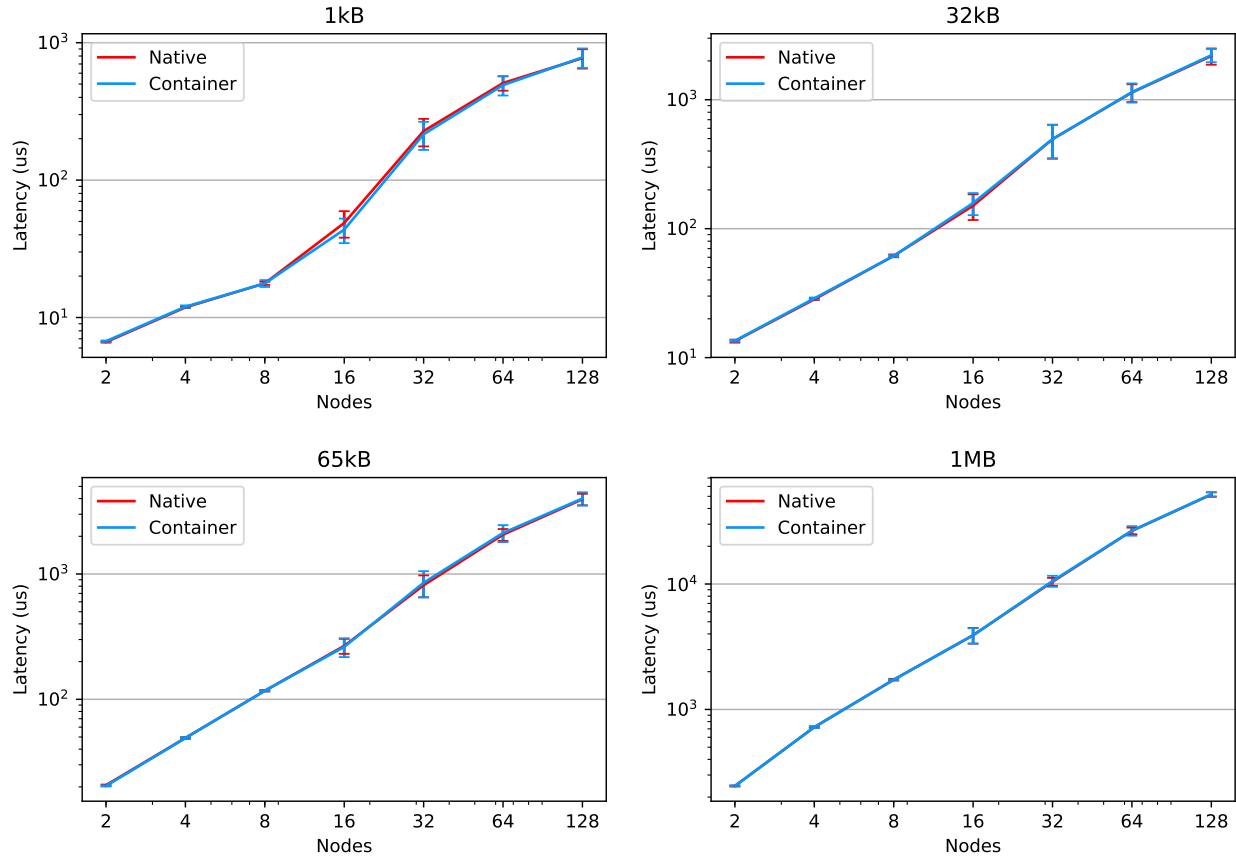 1kB
10³
10²
10¹
Latency (us)
Native
Container
2 4 8 16 32 64 128
Nodes
32kB
10³
10²
10¹
Latency (us)
Native
Container
2 4 8 16 32 64 128
Nodes
65kB
10³
10²
Latency (us)
Native
Container
2 4 8 16 32 64 128
Nodes
1MB
10⁴
10³
Latency (us)
Native
Container
2 4 8 16 32 64 128
Nodes